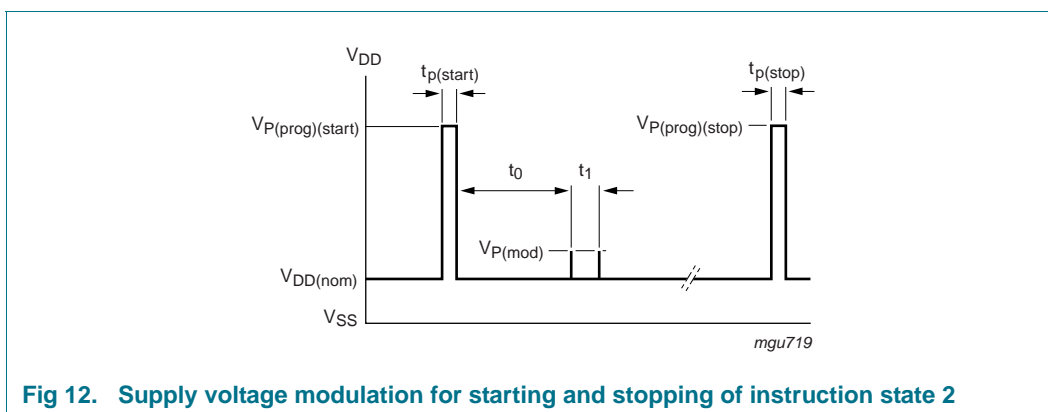 VDD
tp(start)
tp(stop)
VP(prog)(start)
VP(prog)(stop)
t0
t1
VP(mod)
VDD(nom)
VSS
mgu719
Fig 12. Supply voltage modulation for starting and stopping of instruction state 2